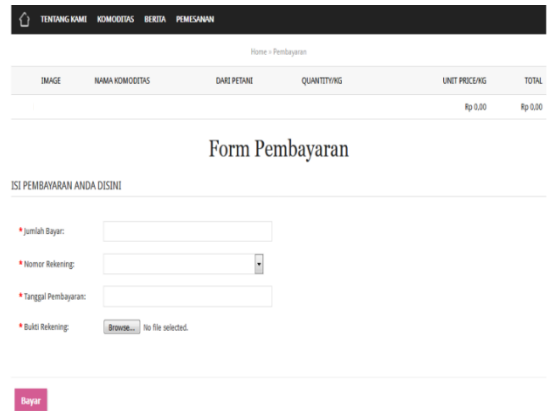 TENTANG KAMI KOMODITAS BERITA PEMESANAN
Home » Pembayaran
IMAGE NAMA KOMODITAS DARI PETANI QUANTITY/KG UNIT PRICE/KG TOTAL
Rp 0,00 Rp 0,00
Form Pembayaran
ISI PEMBAYARAN ANDA DISINI
* Jumlah Bayar:
* Nomor Rekening:
* Tanggal Pembayaran:
* Bukti Rekening: Browse... No file selected.
Bayar